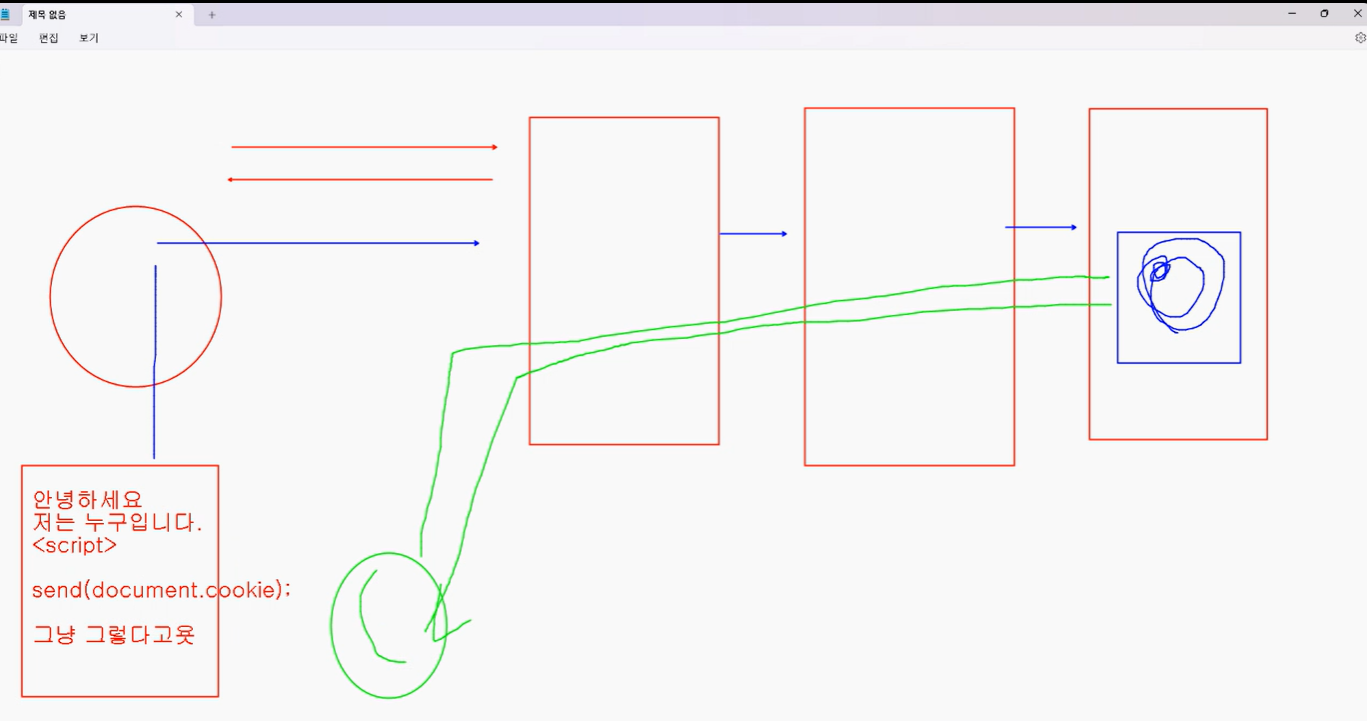 제목 없음
파일 편집 보기
안녕하세요
저는 누구입니다.
<script>
send(document.cookie);
그냥 그렇다고욧